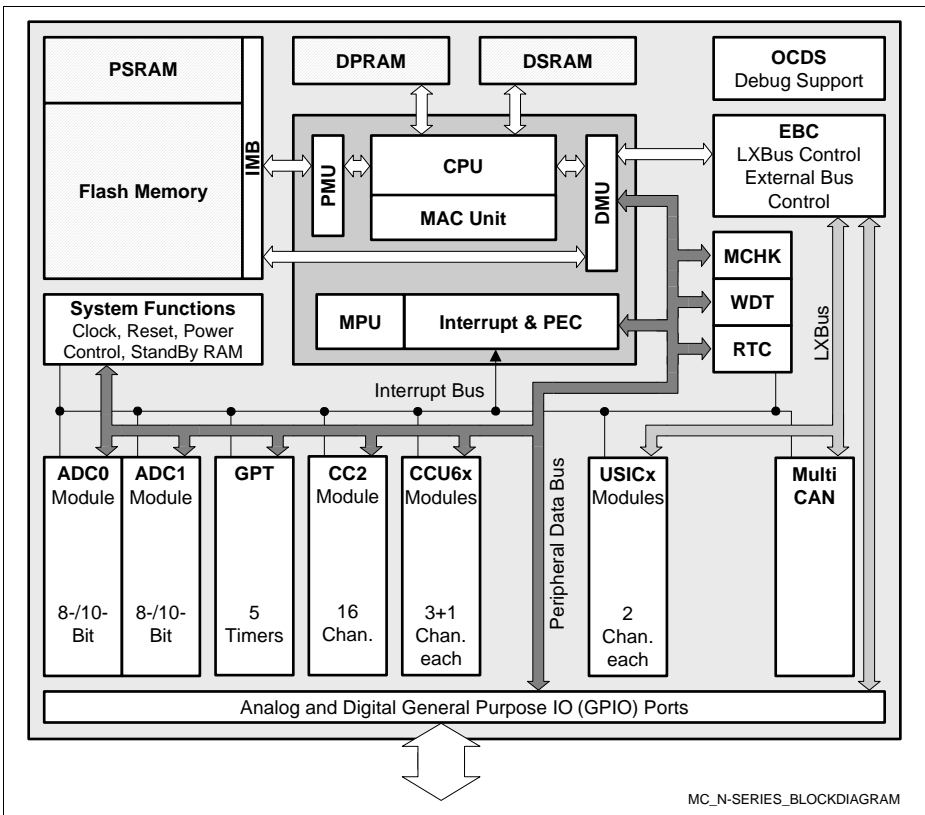 PSRAM
Flash Memory
IMB
DPRAM
DSRAM
OCDS
Debug Support
PMU
CPU
MAC Unit
DMU
EBC
LXBus Control
External Bus
Control
MPU
Interrupt & PEC
MCHK
WDT
RTC
LXBus
System Functions
Clock, Reset, Power
Control, StandBy RAM
Interrupt Bus
Peripheral Data Bus
ADC0
Module
8-/10-
Bit
ADC1
Module
8-/10-
Bit
GPT
5
Timers
CC2
Module
16
Chan.
CCU6x
Modules
3+1
Chan.
each
USICx
Modules
2
Chan.
each
Multi
CAN
Analog and Digital General Purpose IO (GPIO) Ports
MC_N-SERIES_BLOCKDIAGRAM